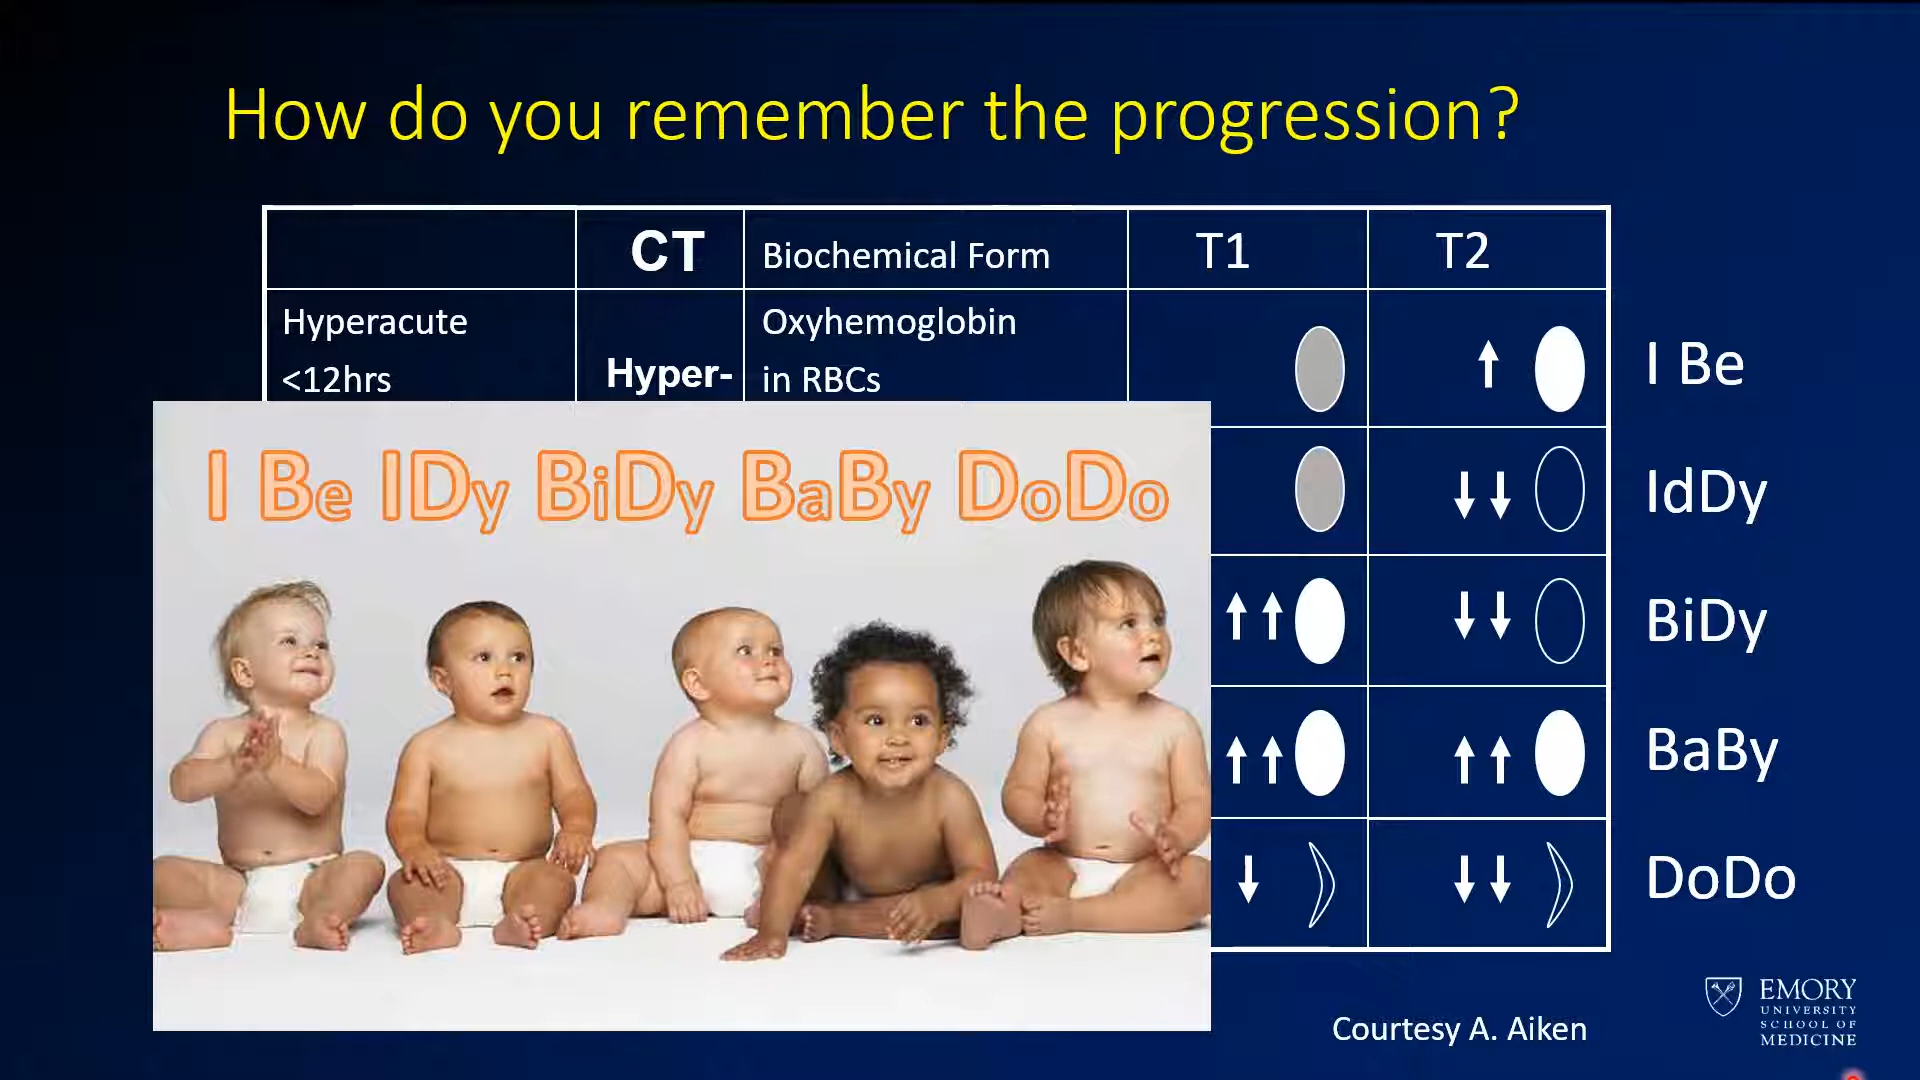 How do you remember the progression?
CT Biochemical Form T1 T2
Hyperacute
<12hrs
Hyper-
Oxyhemoglobin
in RBCs
I Be
I Be IDy BiDy BaBy DoDo
IdDy
BiDy
BaBy
DoDo
Courtesy A. Aiken
EMORY
UNIVERSITY
SCHOOL OF
MEDICINE